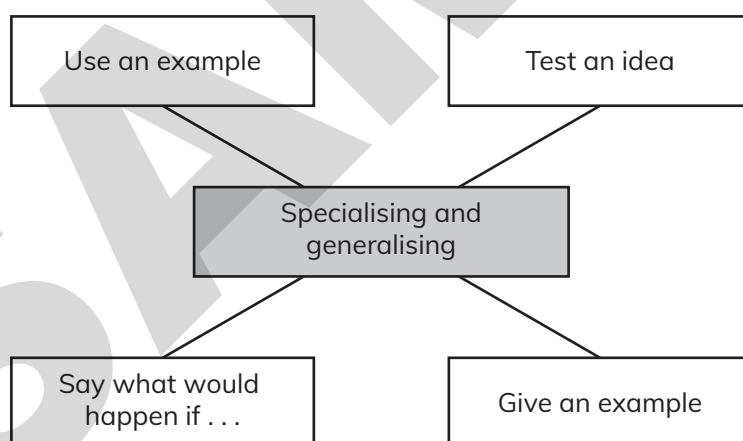 Use an example
Test an idea
Specialising and
generalising
Say what would
happen if . . .
Give an example